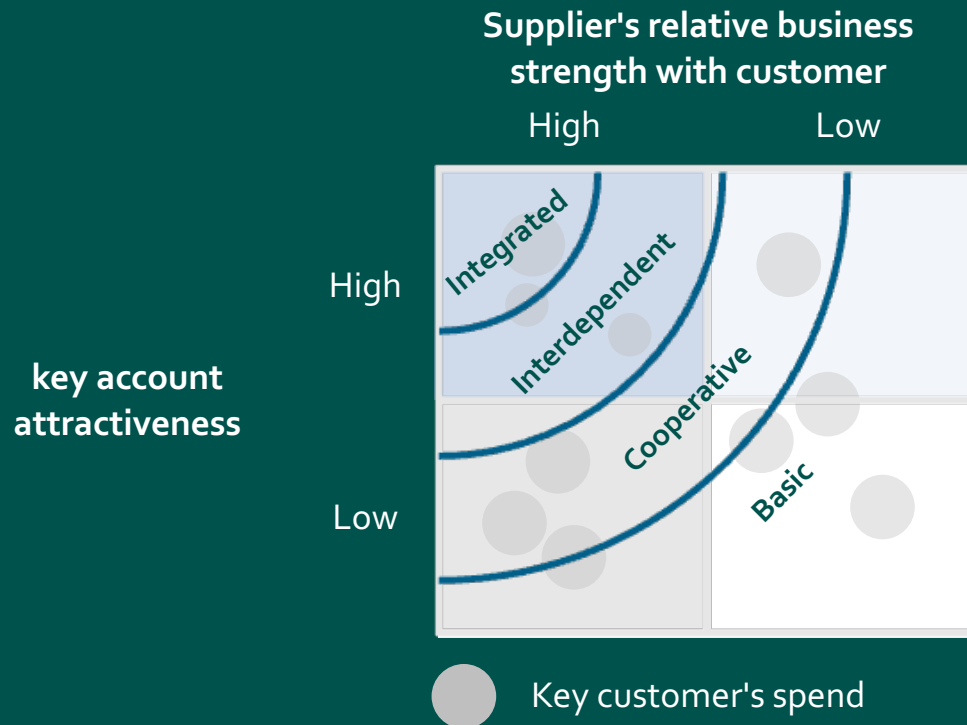 Supplier's relative business
strength with customer
High Low
Integrated
Interdependent
High
Cooperative
key account
attractiveness
Basic
Low
Key customer's spend